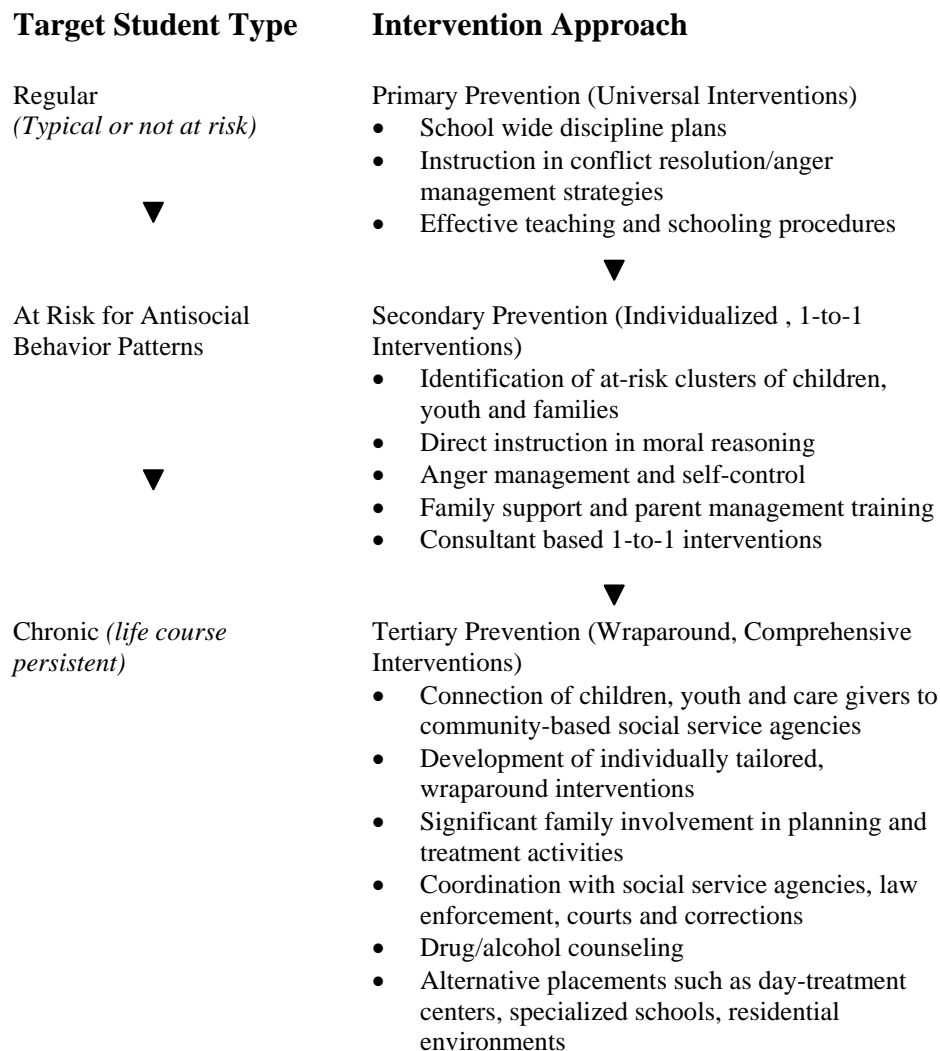 Target Student Type
Intervention Approach
Regular
(Typical or not at risk)
Primary Prevention (Universal Interventions)
• School wide discipline plans
• Instruction in conflict resolution/anger
management strategies
• Effective teaching and schooling procedures
At Risk for Antisocial
Behavior Patterns
Secondary Prevention (Individualized , 1-to-1
Interventions)
• Identification of at-risk clusters of children,
youth and families
• Direct instruction in moral reasoning
• Anger management and self-control
• Family support and parent management training
• Consultant based 1-to-1 interventions
Chronic (life course
persistent)
Tertiary Prevention (Wraparound, Comprehensive
Interventions)
• Connection of children, youth and care givers to
community-based social service agencies
• Development of individually tailored,
wraparound interventions
• Significant family involvement in planning and
treatment activities
• Coordination with social service agencies, law
enforcement, courts and corrections
• Drug/alcohol counseling
• Alternative placements such as day-treatment
centers, specialized schools, residential
environments